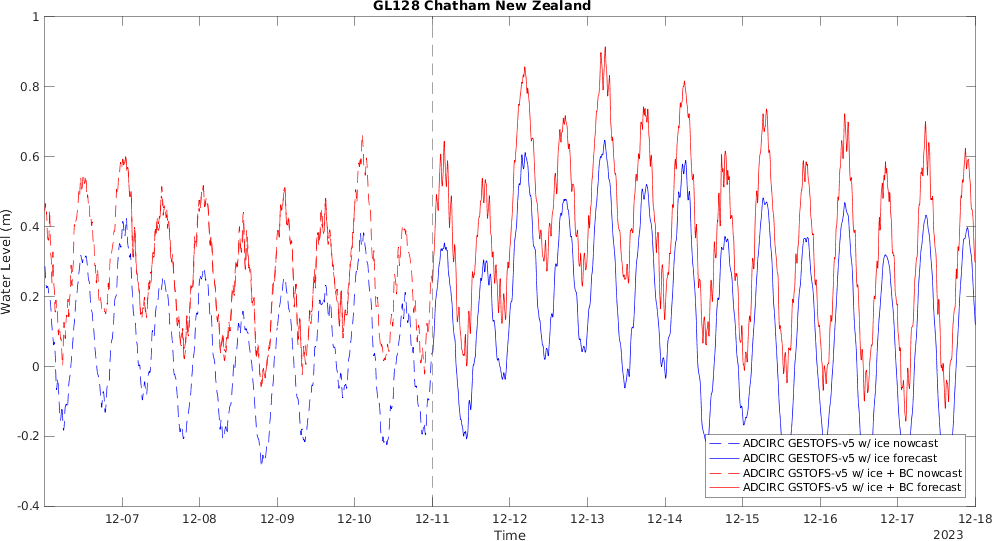 GL128 Chatham New Zealand
Water Level (m)
1
0.8
0.6
0.4
0.2
0
-0.2
-0.4
ADCIRC GESTOFS-v5 w/ ice nowcast
ADCIRC GESTOFS-v5 w/ ice forecast
ADCIRC GSTOFS-v5 w/ ice + BC nowcast
ADCIRC GSTOFS-v5 w/ ice + BC forecast
12-07 12-08 12-09 12-10 12-11 12-12 12-13 12-14 12-15 12-16 12-17 12-18
Time
2023